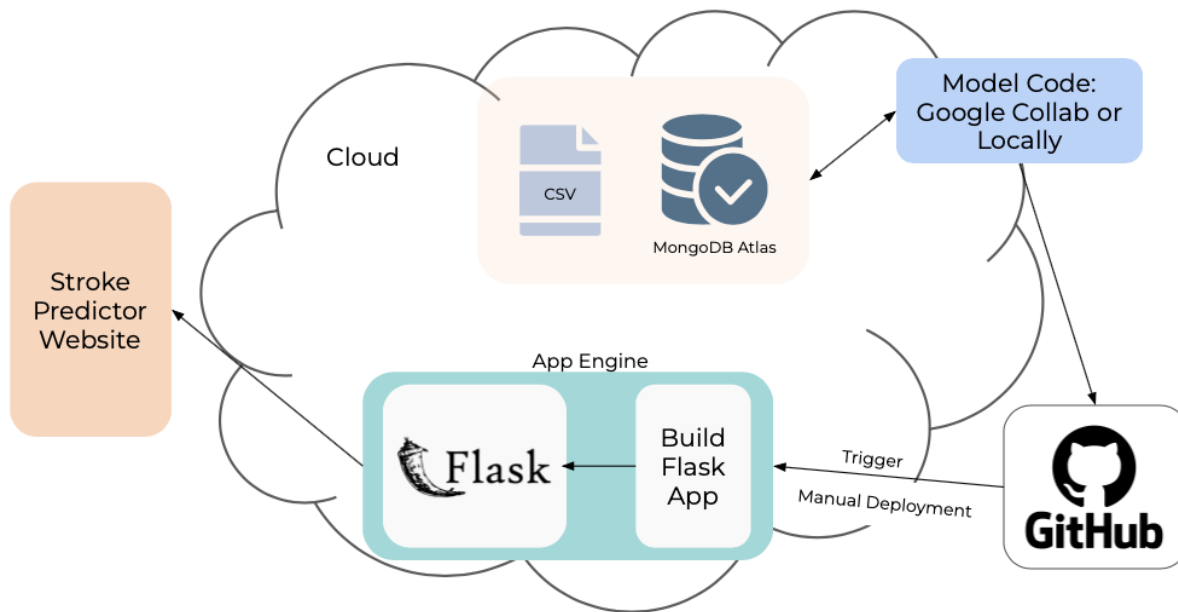 Model Code:
Google Collab or
Locally
Cloud
CSV
MongoDB Atlas
Stroke
Predictor
Website
App Engine
Flask
Build
Flask
App
Trigger
Manual Deployment
GitHub